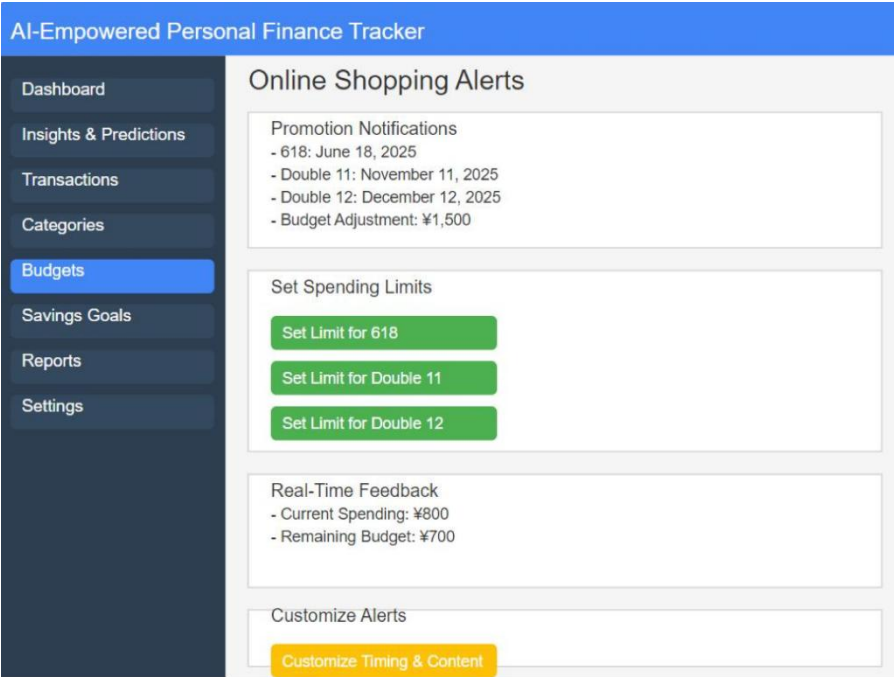 AI-Empowered Personal Finance Tracker
Dashboard
Insights & Predictions
Transactions
Categories
Budgets
Savings Goals
Reports
Settings
Online Shopping Alerts
Promotion Notifications
- 618: June 18, 2025
- Double 11: November 11, 2025
- Double 12: December 12, 2025
- Budget Adjustment: ¥1,500
Set Spending Limits
Set Limit for 618
Set Limit for Double 11
Set Limit for Double 12
Real-Time Feedback
- Current Spending: ¥800
- Remaining Budget: ¥700
Customize Alerts
Customize Timing & Content